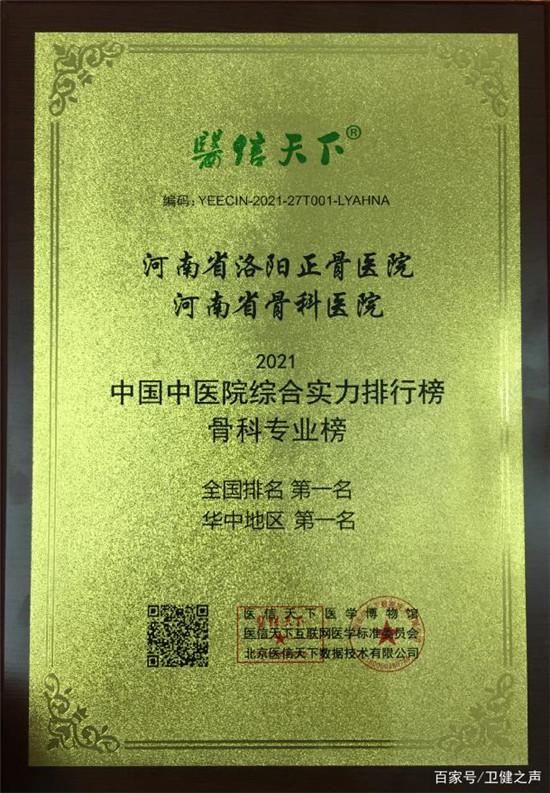 醫信天下®
编码：YEECIN-2021-27T001-LYAHNA
河南省洛阳正骨医院
河南省骨科医院
2021
中国中医院综合实力排行榜
骨科专业榜
全国排名 第一名
华中地区 第一名
医信天下医学博物馆
医信天下互联网医学标准委员会
北京医信天下数据技术有限公司
醫信天下
百家号/卫健之声